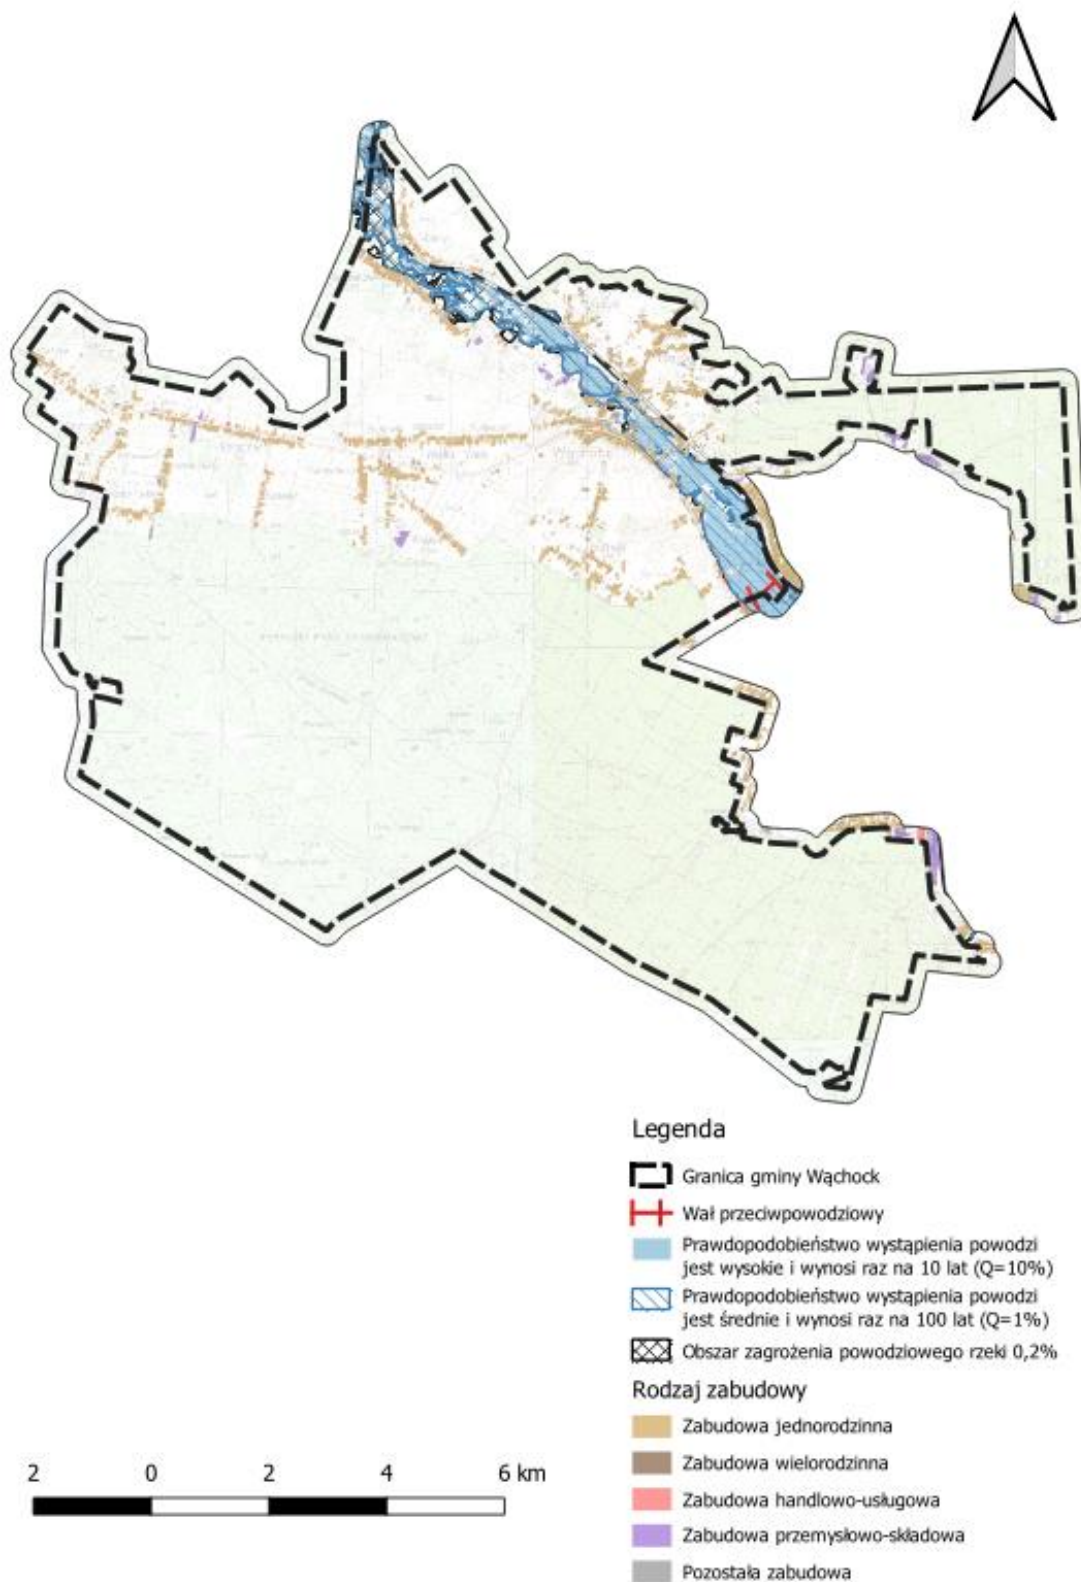 Legenda
Granica gminy Wąchock
Wał przeciwpowodziowy
Prawdopodobieństwo wystąpienia powodzi
jest wysokie i wynosi raz na 10 lat (Q=10%)
Prawdopodobieństwo wystąpienia powodzi
jest średnie i wynosi raz na 100 lat (Q=1%)
Obszar zagrożenia powodziowego rzeki 0,2%
Rodzaj zabudowy
Zabudowa jednorodzinna
Zabudowa wielorodzinna
Zabudowa handlowo-usługowa
Zabudowa przemysłowo-składowa
Pozostała zabudowa
2 0 2 4 6 km